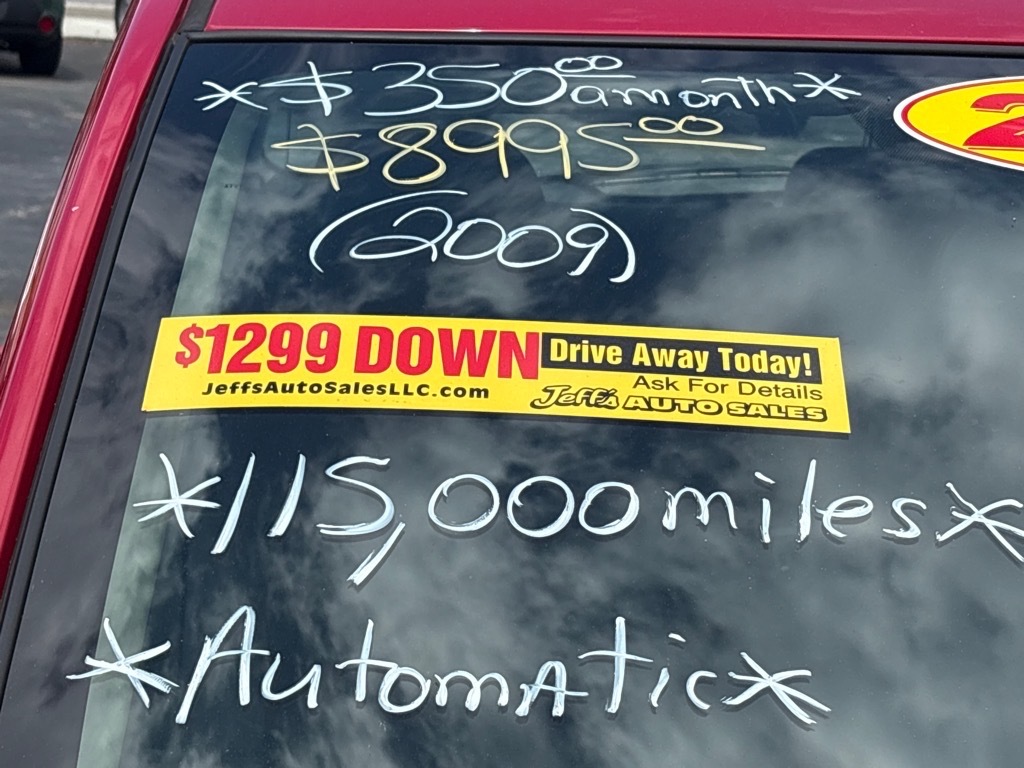 *$350.00 a month*
$8995.00
(2009)
$1299 DOWN Drive Away Today!
JeffsAutoSalesLLC.com Ask For Details
Jeff's AUTO SALES
*115,000 miles*
*Automatic*
2